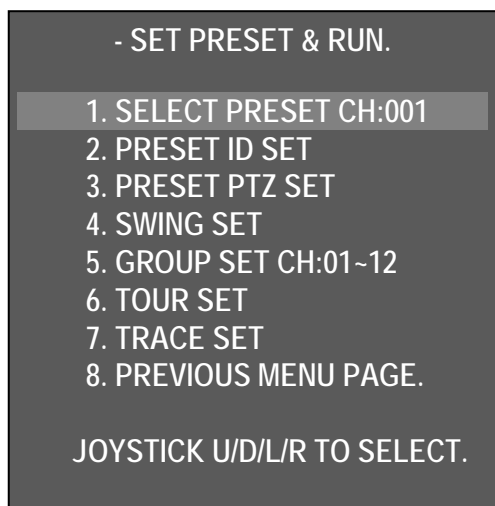 - SET PRESET & RUN.
1. SELECT PRESET CH:001
2. PRESET ID SET
3. PRESET PTZ SET
4. SWING SET
5. GROUP SET CH:01~12
6. TOUR SET
7. TRACE SET
8. PREVIOUS MENU PAGE.
JOYSTICK U/D/L/R TO SELECT.